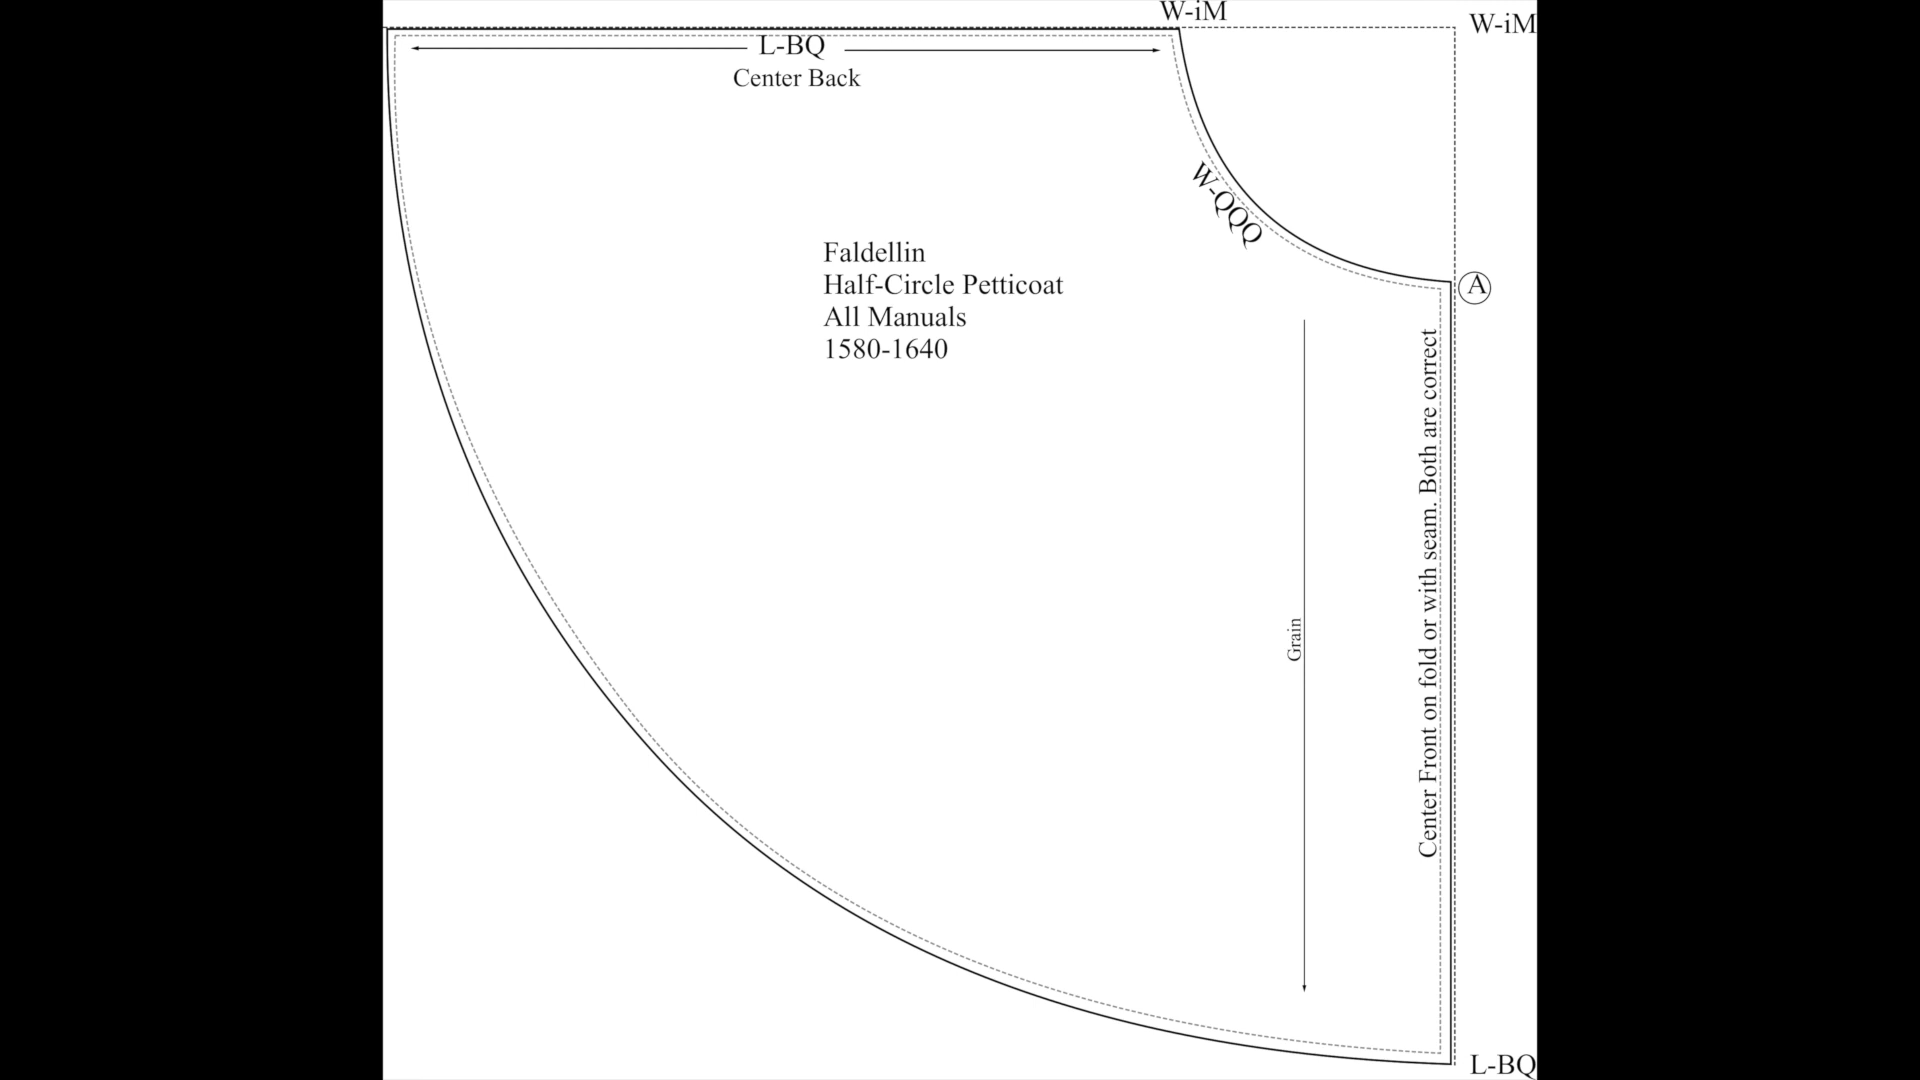 W-iM
W-iM
L-BQ
Center Back
W-QQQ
Faldellin
Half-Circle Petticoat
All Manuals
1580-1640
A
Center Front on fold or with seam. Both are correct
Grain
L-BQ